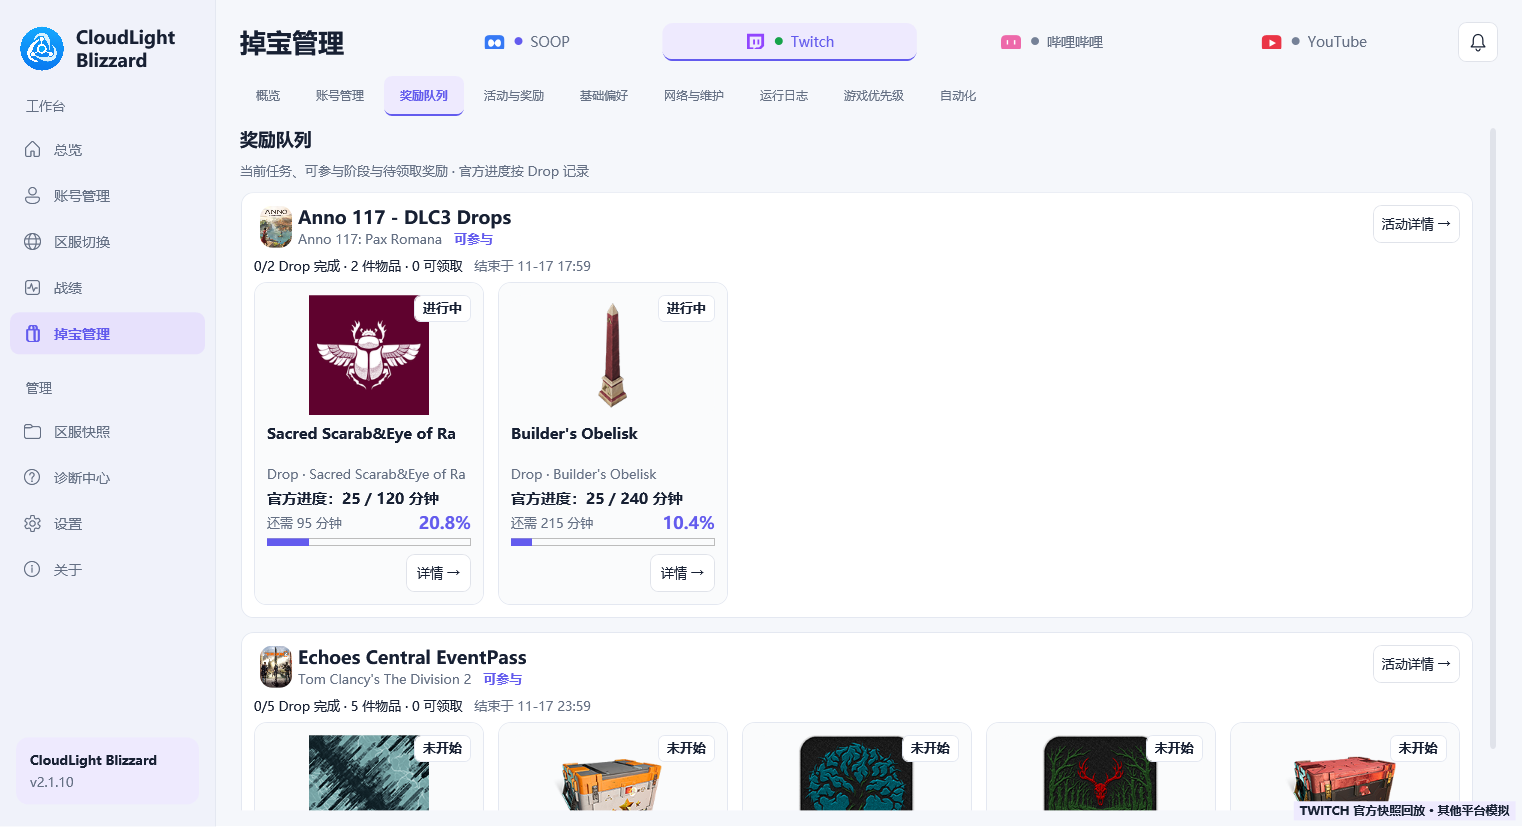 CloudLight
Blizzard
工作台
总览
账号管理
区服切换
战绩
掉宝管理
管理
区服快照
诊断中心
设置
关于
CloudLight Blizzard
v2.1.10
掉宝管理
SOOP
Twitch
哔哩哔哩
YouTube
概览
账号管理
奖励队列
活动与奖励
基础偏好
网络与维护
运行日志
游戏优先级
自动化
奖励队列
当前任务、可参与阶段与待领取奖励 · 官方进度按 Drop 记录
ANNO
Anno 117 - DLC3 Drops
Anno 117: Pax Romana 可参与
活动详情 →
0/2 Drop 完成 · 2 件物品 · 0 可领取 结束于 11-17 17:59
进行中
Sacred Scarab&Eye of Ra
Drop · Sacred Scarab&Eye of Ra
官方进度：25 / 120 分钟
还需 95 分钟 20.8%
详情 →
进行中
Builder's Obelisk
Drop · Builder's Obelisk
官方进度：25 / 240 分钟
还需 215 分钟 10.4%
详情 →
Echoes Central EventPass
Tom Clancy's The Division 2 可参与
活动详情 →
0/5 Drop 完成 · 5 件物品 · 0 可领取 结束于 11-17 23:59
未开始
未开始
未开始
未开始
未开始
TWITCH 官方快照回放 • 其他平台模拟